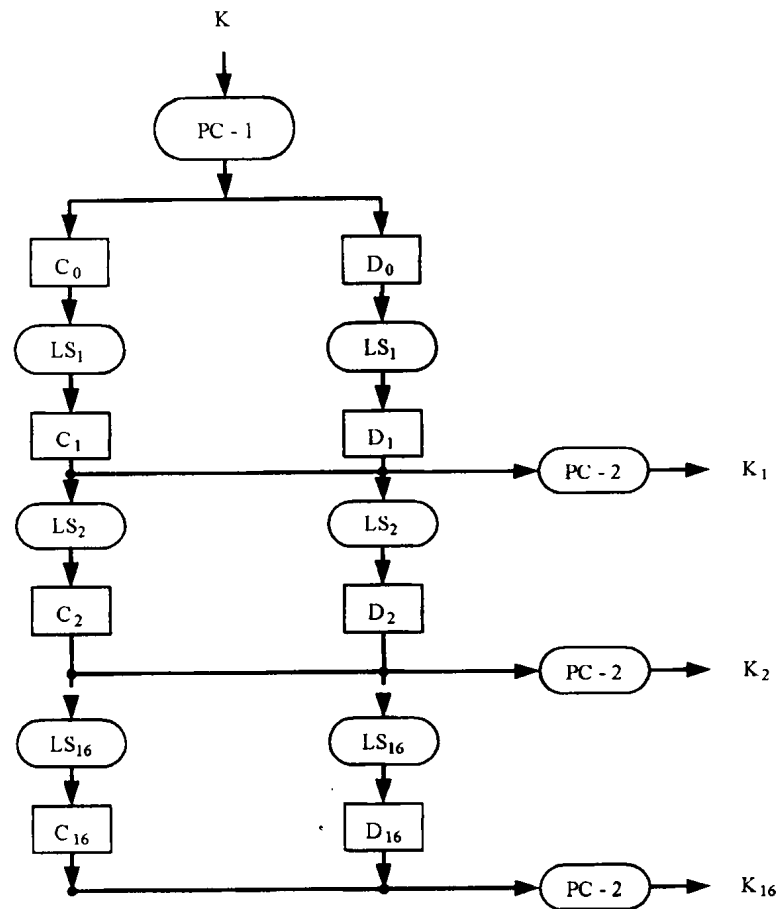 K
PC - 1
C₀ D₀
LS₁ LS₁
C₁ D₁
PC - 2 K₁
LS₂ LS₂
C₂ D₂
PC - 2 K₂
LS₁₆ LS₁₆
C₁₆ D₁₆
PC - 2 K₁₆